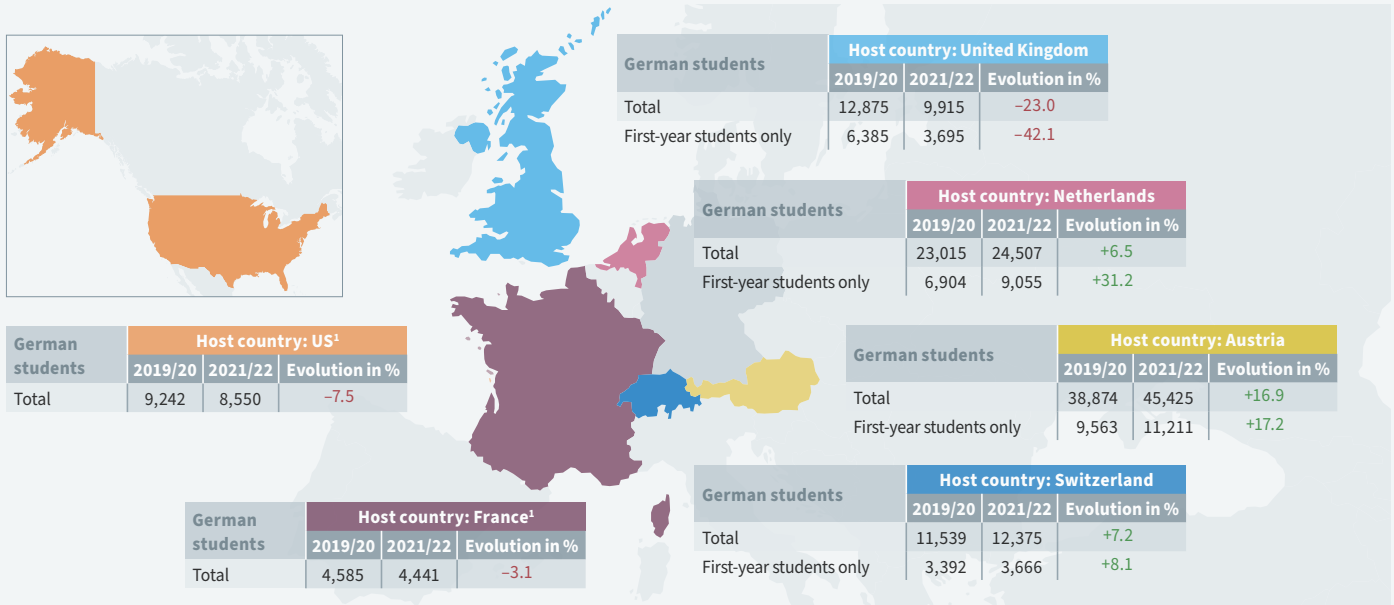 German students
Host country: United Kingdom
2019/20 2021/22 Evolution in %
Total 12,875 9,915 –23.0
First-year students only 6,385 3,695 –42.1
German students
Host country: Netherlands
2019/20 2021/22 Evolution in %
Total 23,015 24,507 +6.5
First-year students only 6,904 9,055 +31.2
German
students
Host country: US¹
2019/20 2021/22 Evolution in %
Total 9,242 8,550 –7.5
German students
Host country: Austria
2019/20 2021/22 Evolution in %
Total 38,874 45,425 +16.9
First-year students only 9,563 11,211 +17.2
German students
Host country: Switzerland
2019/20 2021/22 Evolution in %
Total 11,539 12,375 +7.2
First-year students only 3,392 3,666 +8.1
German
students
Host country: France¹
2019/20 2021/22 Evolution in %
Total 4,585 4,441 –3.1